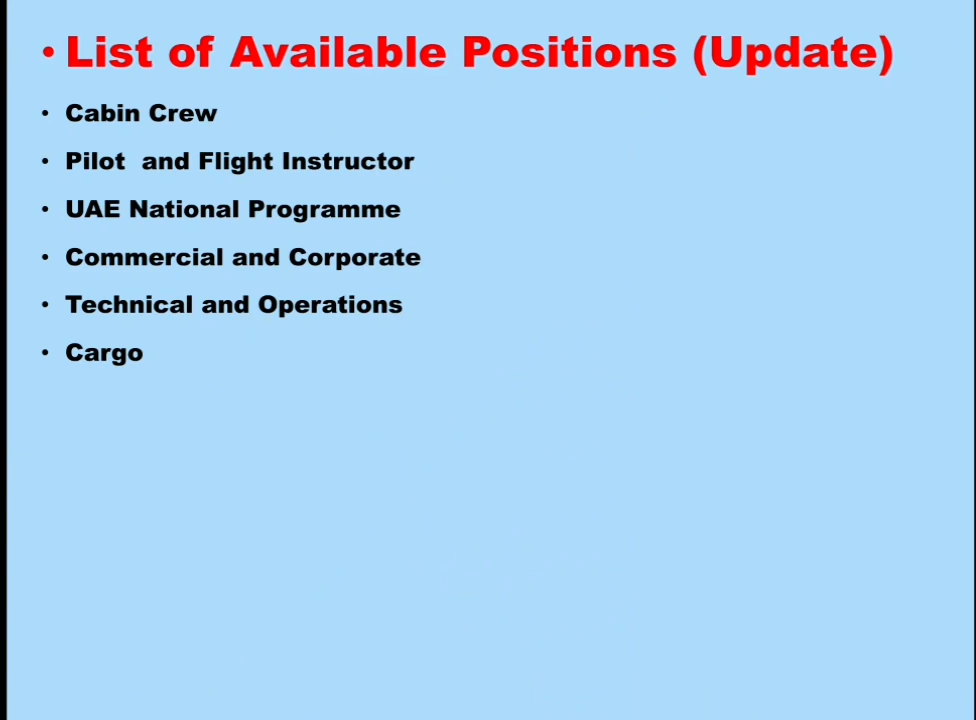 • List of Available Positions (Update)
• Cabin Crew
• Pilot  and Flight Instructor
• UAE National Programme
• Commercial and Corporate
• Technical and Operations
• Cargo